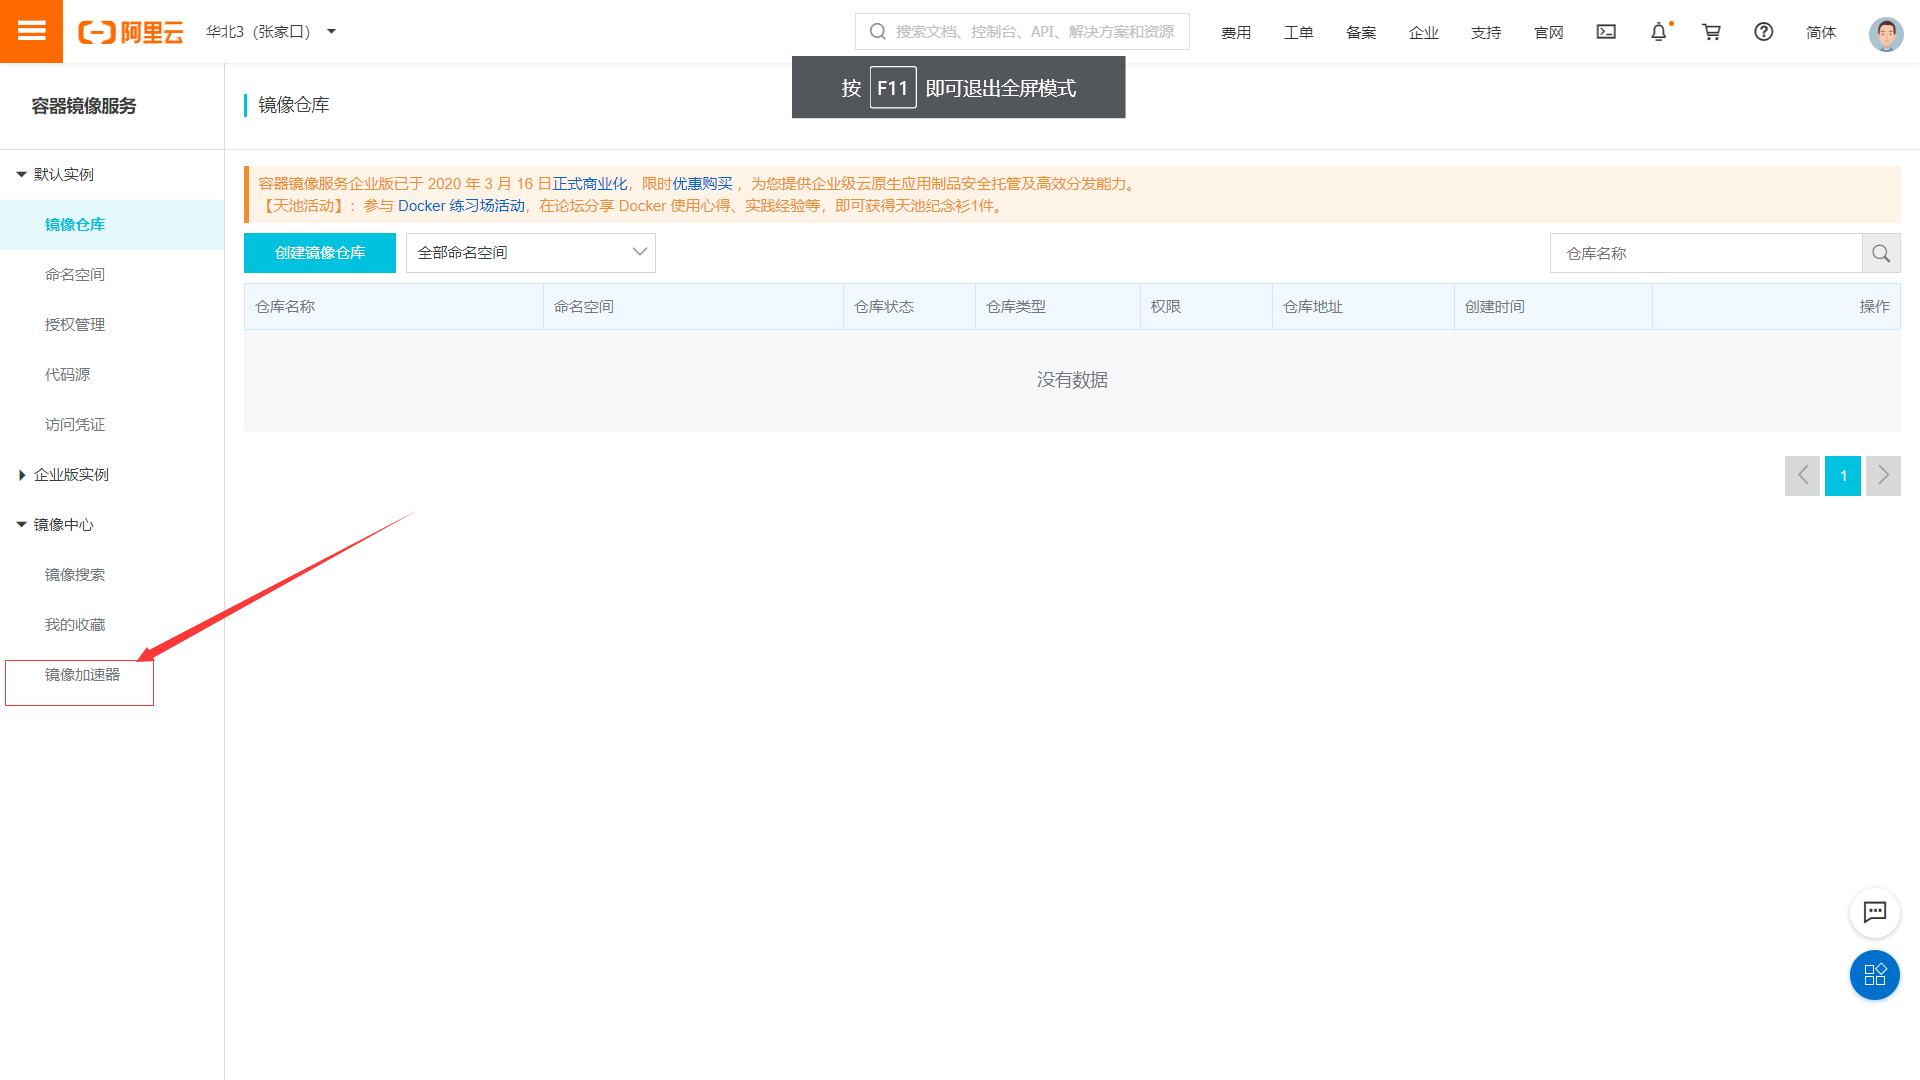 阿里云
华北3（张家口）
搜索文档、控制台、API、解决方案和资源
费用
工单
备案
企业
支持
官网
简体
按 F11 即可退出全屏模式
容器镜像服务
镜像仓库
默认实例
镜像仓库
命名空间
授权管理
代码源
访问凭证
企业版实例
镜像中心
镜像搜索
我的收藏
镜像加速器
容器镜像服务企业版已于 2020 年 3 月 16 日正式商业化，限时优惠购买 ，为您提供企业级云原生应用制品安全托管及高效分发能力。
【天池活动】：参与 Docker 练习场活动，在论坛分享 Docker 使用心得、实践经验等，即可获得天池纪念衫1件。
创建镜像仓库
全部命名空间
仓库名称
仓库名称
命名空间
仓库状态
仓库类型
权限
仓库地址
创建时间
操作
没有数据
1